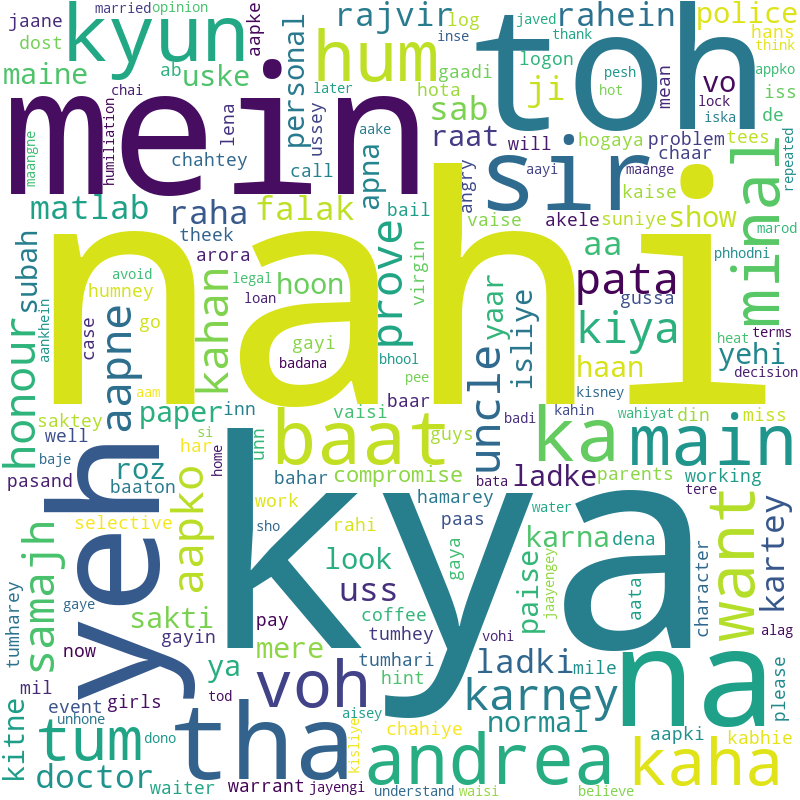 jaane
married
opinion
kyun
aapke
rajvir
log
javed
rahein
police
dost
ab
hum
inse
thank
hans
think
maine
uske
personal
gaadi
toh
logon
pesh
mean
vo
appko
maangne
chai
later
hota
sab
ji
hot
lock
iss
de
humiliation
mein
lena
ussey
call
raat
will
hogaya
iska
problem
tees
repeated
chahtey
apna
angry
sir
aake
aayi
maange
chaar
matlab
raha
falak
bail
vaise
akele
kaise
suniye
show
minal
marod
subah
theek
arora
hoon
prove
virgin
nahi
aa
pata
gussa
phhodni
avoid
legal
humney
loan
go
honour
aankhein
case
aapne
kahan
gayi
badana
bhool
uncle
yaar
isliye
kiya
haan
yehi
heat
terms
decision
aam
pee
kisney
saktey
paper
inn
vaisi
baar
baat
guys
badi
kahin
wahiyat
din
miss
ka
main
well
si
unn
har
baje
roz
pasand
baaton
home
bahar
compromise
bata
ladke
parents
working
tere
yeh
aapko
hamarey
water
want
kartey
samajh
selective
sho
work
rahi
paas
kya
karna
dena
look
gaya
paise
jaayengey
aata
character
alag
tumharey
gaye
sakti
uss
coffee
gayin
pay
mere
tumhey
vohi
na
now
ya
voh
tumhari
ladki
mile
hint
please
mil
event
girls
tod
karney
unhone
tha
aisey
normal
kitne
tum
dono
kisliye
chahiye
andrea
aapki
kabhie
kaha
doctor
waiter
warrant
jayengi
understand
waisi
believe